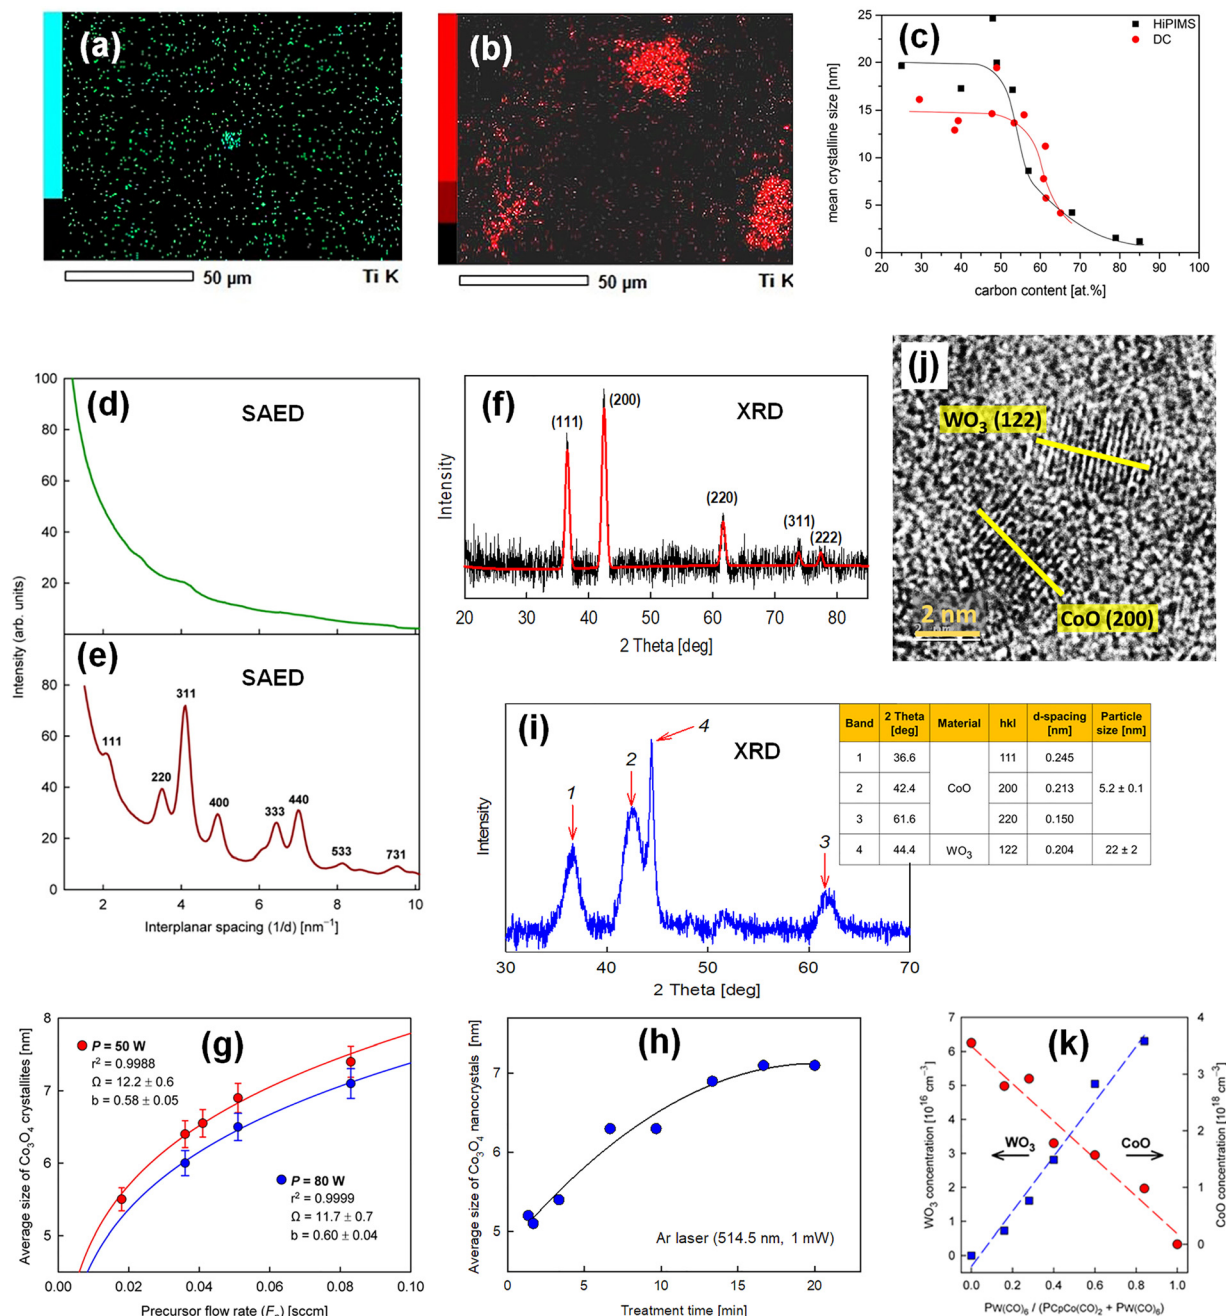 (a)
50 µm
Ti K
(b)
50 µm
Ti K
(c)
HiPIMS
DC
mean crystalline size [nm]
25
20
15
10
5
0
20 30 40 50 60 70 80 90 100
carbon content [at.%]
(d)
SAED
100
80
60
40
20
Intensity (arb. units)
(e)
SAED
80
60
40
20
0
111
220
311
400
333
440
533
731
2 4 6 8 10
Interplanar spacing (1/d) [nm⁻¹]
(f)
XRD
(111)
(200)
(220)
(311)
(222)
Intensity
20 30 40 50 60 70 80
2 Theta [deg]
(j)
WO₃ (122)
CoO (200)
2 nm
(i)
XRD
1
2
3
4
Intensity
30 40 50 60 70
2 Theta [deg]
Band 2 Theta [deg] Material hkl d-spacing [nm] Particle size [nm]
1 36.6 CoO 111 0.245 5.2 ± 0.1
2 42.4 200 0.213
3 61.6 220 0.150
4 44.4 WO₃ 122 0.204 22 ± 2
(g)
P = 50 W
r² = 0.9988
Ω = 12.2 ± 0.6
b = 0.58 ± 0.05
P = 80 W
r² = 0.9999
Ω = 11.7 ± 0.7
b = 0.60 ± 0.04
Average size of Co₃O₄ crystallites [nm]
8
7
6
5
0.00 0.02 0.04 0.06 0.08 0.10
Precursor flow rate (Fₚ) [sccm]
(h)
Average size of Co₃O₄ nanocrystals [nm]
7
6
5
Ar laser (514.5 nm, 1 mW)
0 5 10 15 20
Treatment time [min]
(k)
WO₃ concentration [10¹⁶ cm⁻³]
7
6
5
4
3
2
1
0
WO₃
CoO
4
3
2
1
0
CoO concentration [10¹⁸ cm⁻³]
0.0 0.2 0.4 0.6 0.8 1.0
PW(CO)₆ / (PCpCo(CO)₂ + PW(CO)₆)